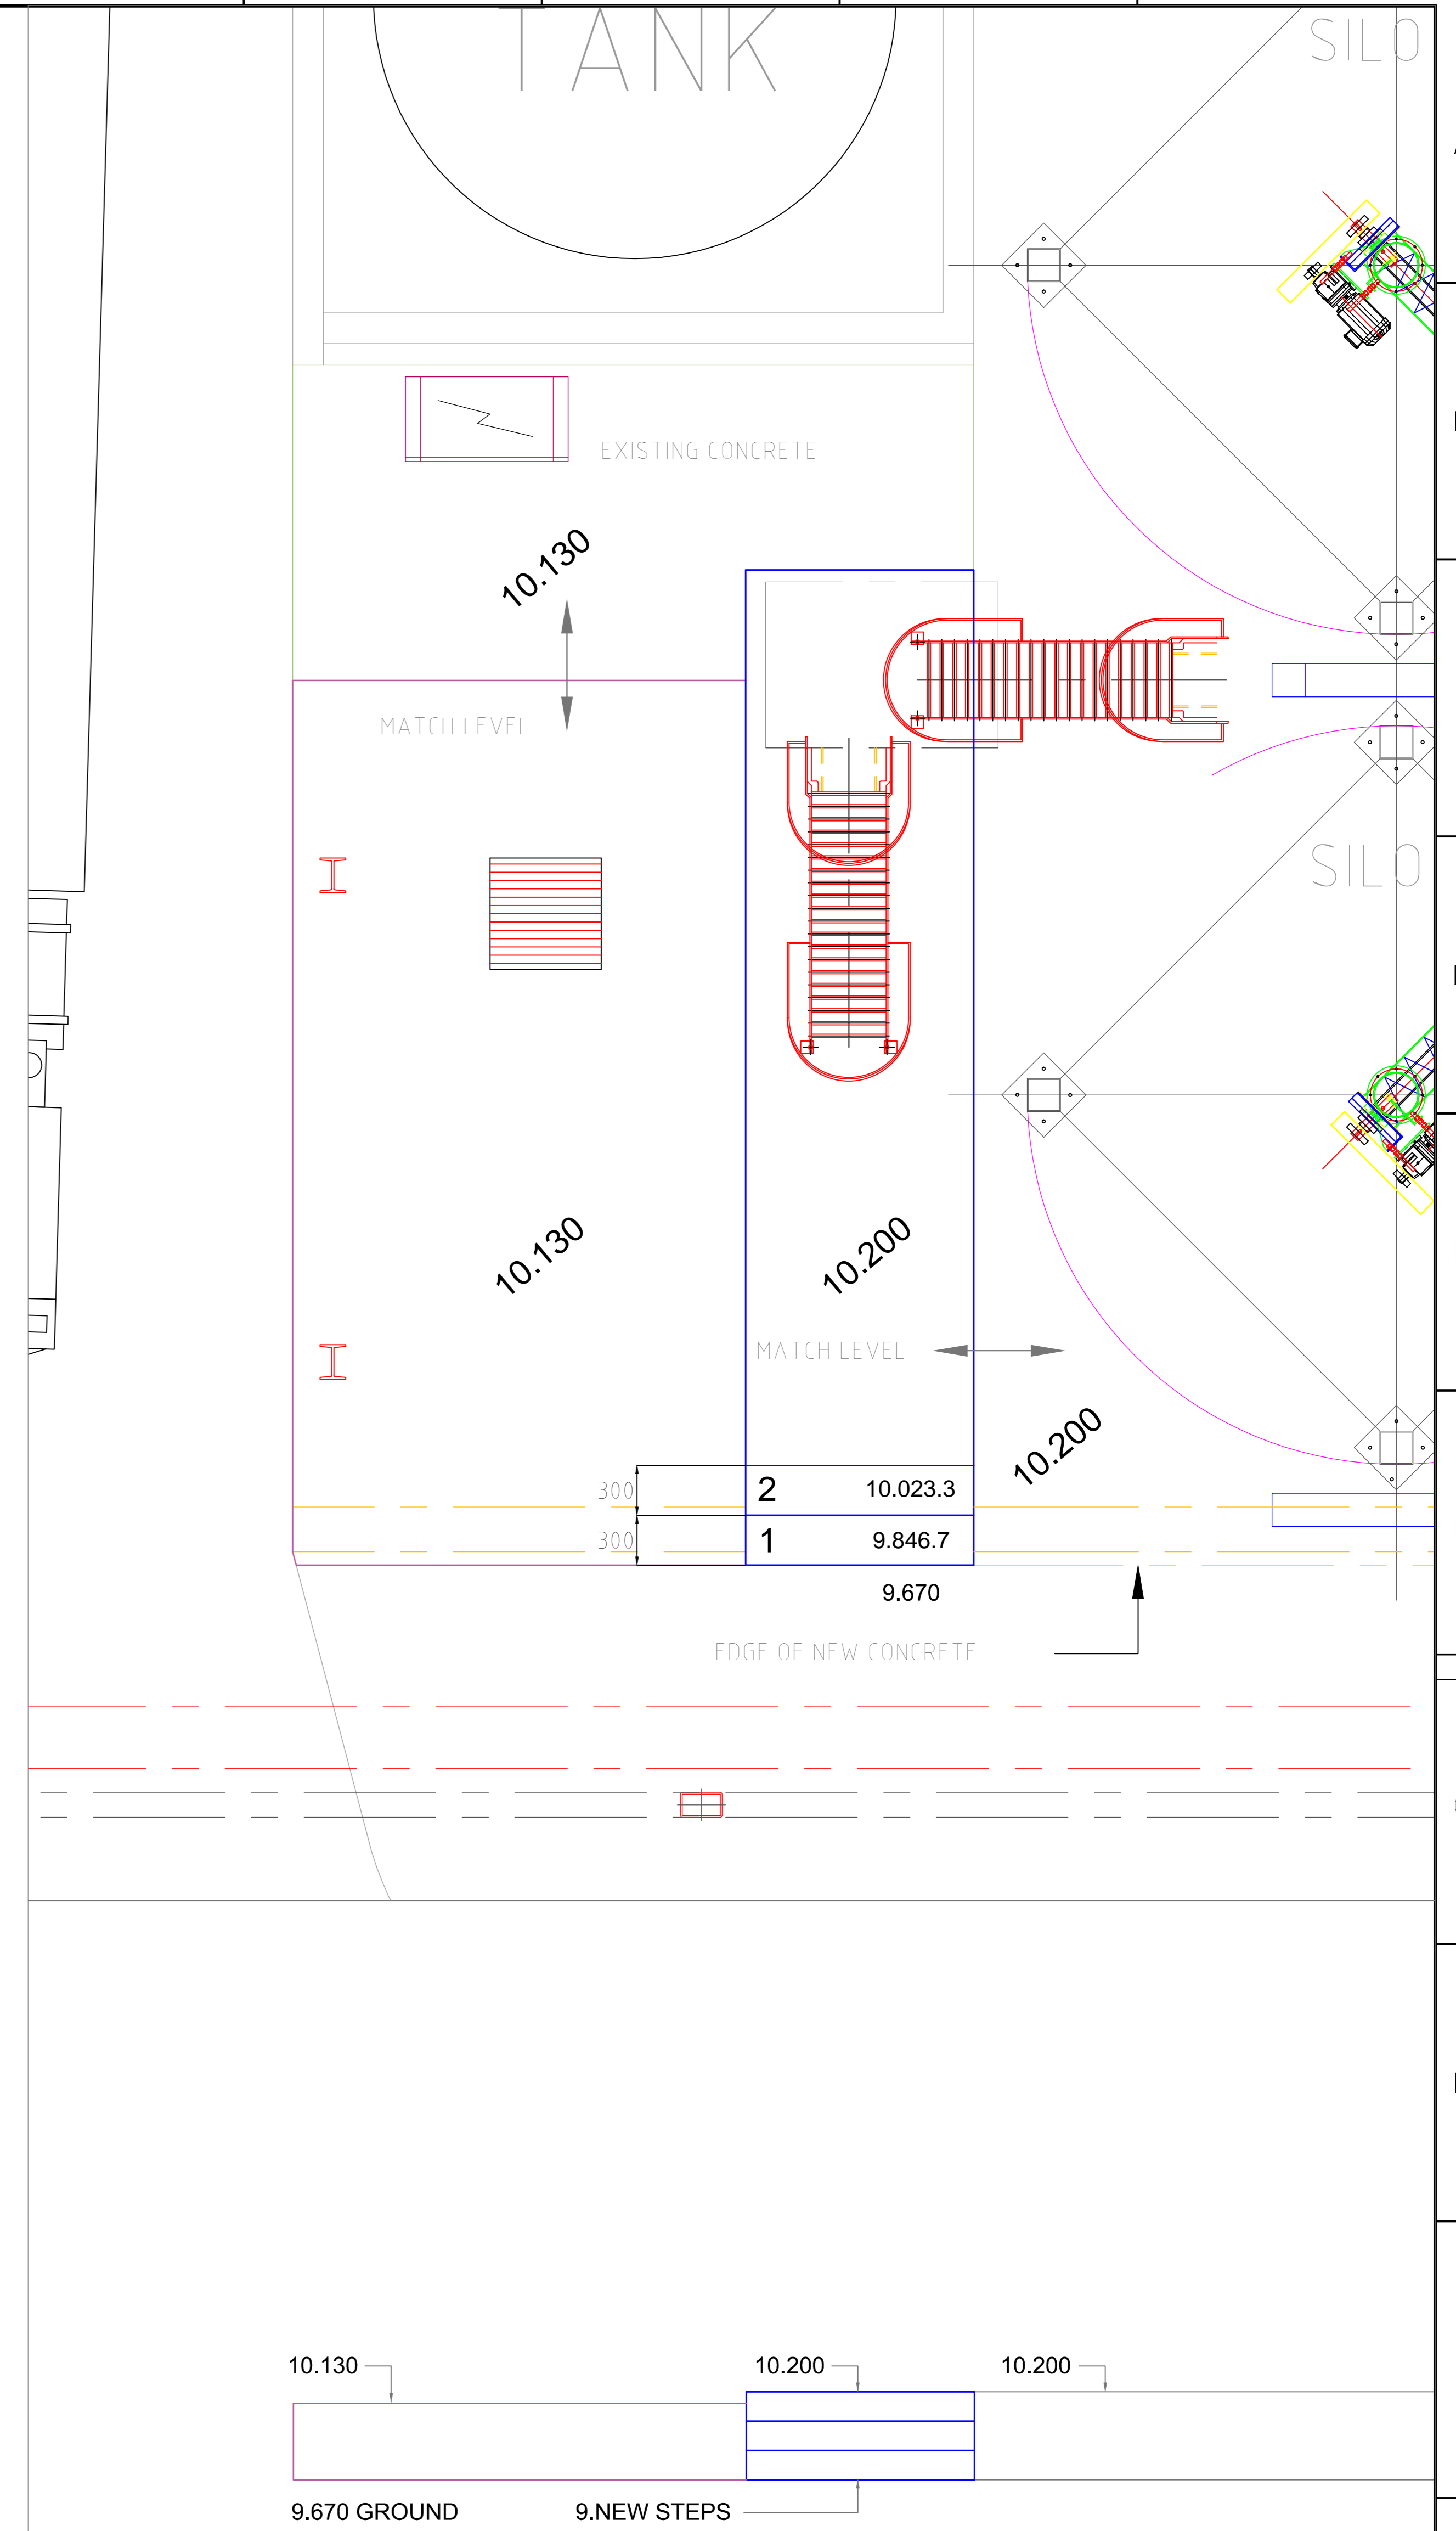 TANK
SILO
EXISTING CONCRETE
10.130
MATCH LEVEL
SILO
10.130
10.200
MATCH LEVEL
10.200
300
2 10.023.3
300
1 9.846.7
9.670
EDGE OF NEW CONCRETE
10.130
10.200
10.200
9.670 GROUND
9.NEW STEPS